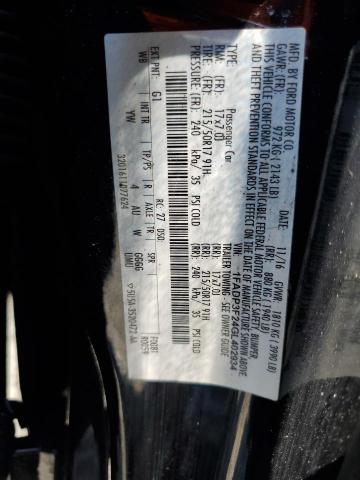 MFD. BY FORD MOTOR CO.
11/16 GVWR: 1810 KG ( 3990 LB)
GAWR: (FR): 972 KG ( 2143 LB) (RR): 880 KG ( 1940 LB)
THIS VEHICLE CONFORMS TO ALL APPLICABLE FEDERAL MOTOR VEHICLE SAFETY, BUMPER,
AND THEFT PREVENTION STANDARDS IN EFFECT ON THE DATE OF MANUFACTURE SHOWN ABOVE.
VIN: 1FADP3F24GL402934
TYPE: Passenger Car
TRAILER TOWING - SEE OWNER GUIDE
RIMS: (FR): 17x7.0J 17x7.0J
TIRES: (FR): 215/50R17 91H. (RR): 215/50R17 91H
PRESSURE: (FR): 240 kPa/ 35 PSI COLD (RR): 240 kPa/ 35 PSI COLD
EXT PNT: G1 RC: 27 DSO:
WB INT TR TP/PS R AXLE TR SPR
YW 4 AU W GGGG